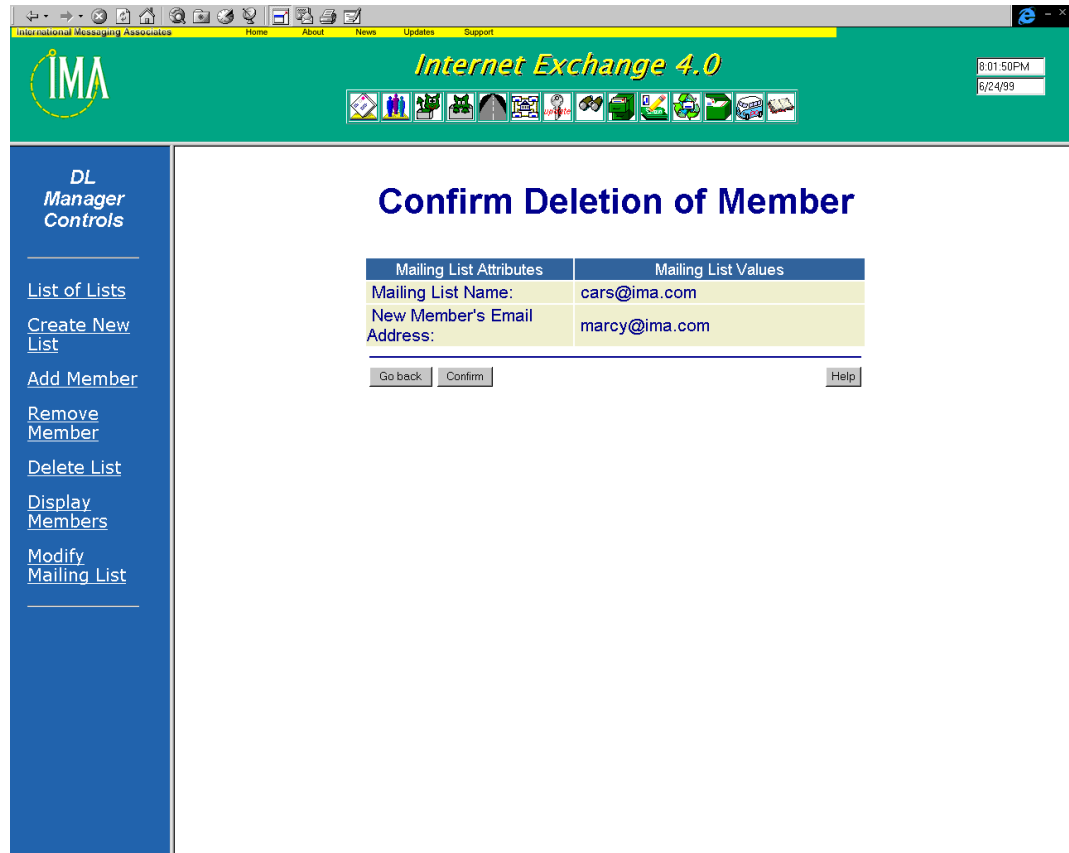 International Messaging Associates
Home About News Updates Support
IMA
Internet Exchange 4.0
update
8:01:50PM
6/24/99
DL
Manager
Controls
List of Lists
Create New
List
Add Member
Remove
Member
Delete List
Display
Members
Modify
Mailing List
Confirm Deletion of Member
Mailing List Attributes Mailing List Values
Mailing List Name: cars@ima.com
New Member's Email
Address: marcy@ima.com
Go back Confirm Help